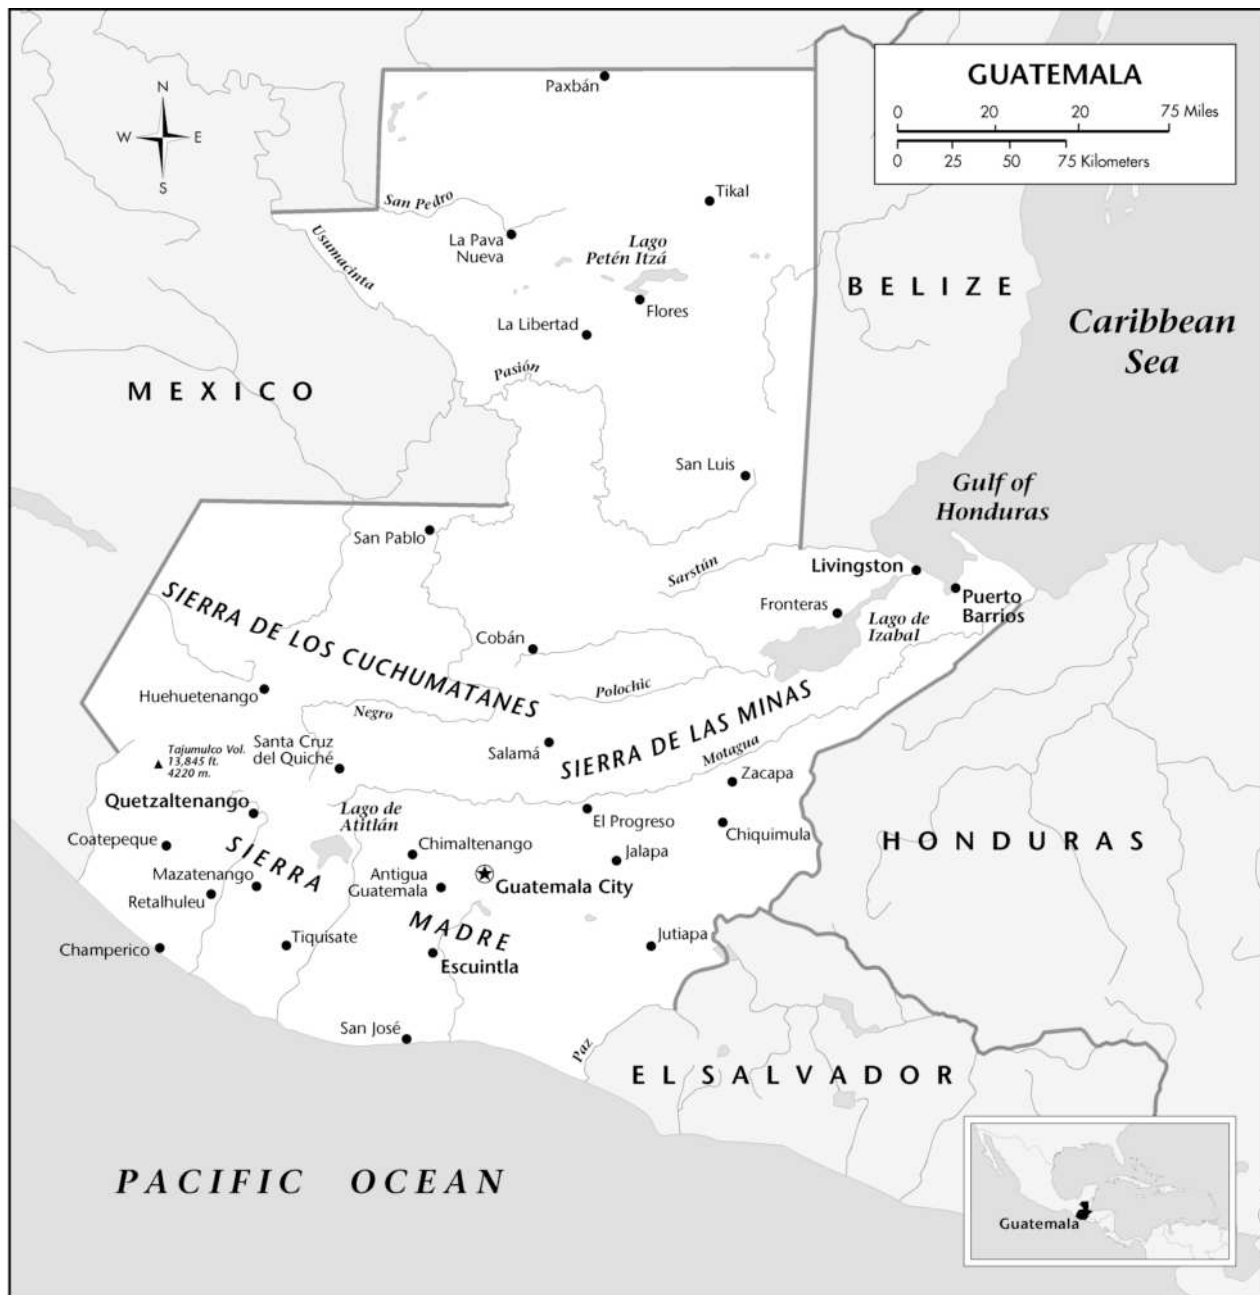 GUATEMALA
0 20 20 75 Miles
0 25 50 75 Kilometers
N
W E
S
Paxbán
San Pedro
Tikal
Usumacinta
La Pava
Nueva
Lago
Petén Itzá
BELIZE
Flores
La Libertad
Caribbean
Sea
Pasión
MEXICO
San Luis
Gulf of
Honduras
San Pablo
Sarstún
Livingston
Puerto
Barrios
Fronteras
Lago de
Izabal
SIERRA DE LOS CUCHUMATANES
Cobán
Polochic
Huehuetenango
Negro
SIERRA DE LAS MINAS
Motagua
Santa Cruz
del Quiché
Salamá
Tajumulco Vol.
13,845 ft.
4220 m.
Zacapa
Quetzaltenango
Lago de
Atitlán
El Progreso
Chiquimula
Coatepeque
SIERRA
Chimaltenango
Jalapa
HONDURAS
Mazatenango
Antigua
Guatemala
Guatemala City
Retalhuleu
MADRE
Champerico
Tiquisate
Jutiapa
Escuintla
San José
Paz
EL SALVADOR
PACIFIC OCEAN
Guatemala